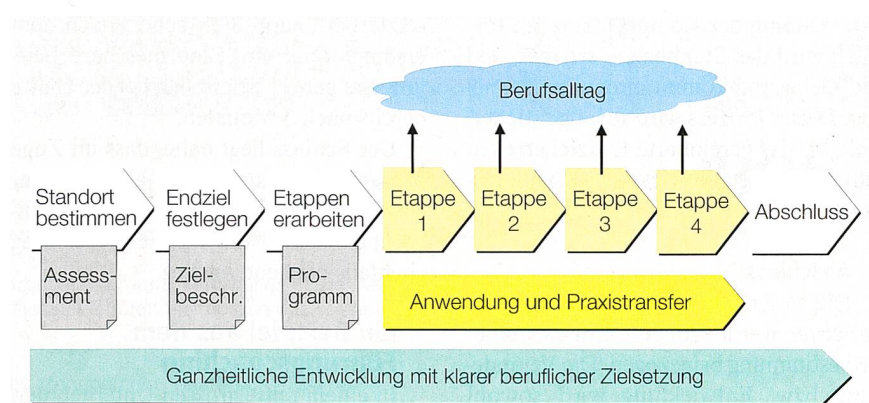 Berufsalltag
Standort
bestimmen
Endziel
festlegen
Etappen
erarbeiten
Etappe
1
Etappe
2
Etappe
3
Etappe
4
Abschluss
Assess-
ment
Ziel-
beschr.
Pro-
gramm
Anwendung und Praxistransfer
Ganzheitliche Entwicklung mit klarer beruflicher Zielsetzung